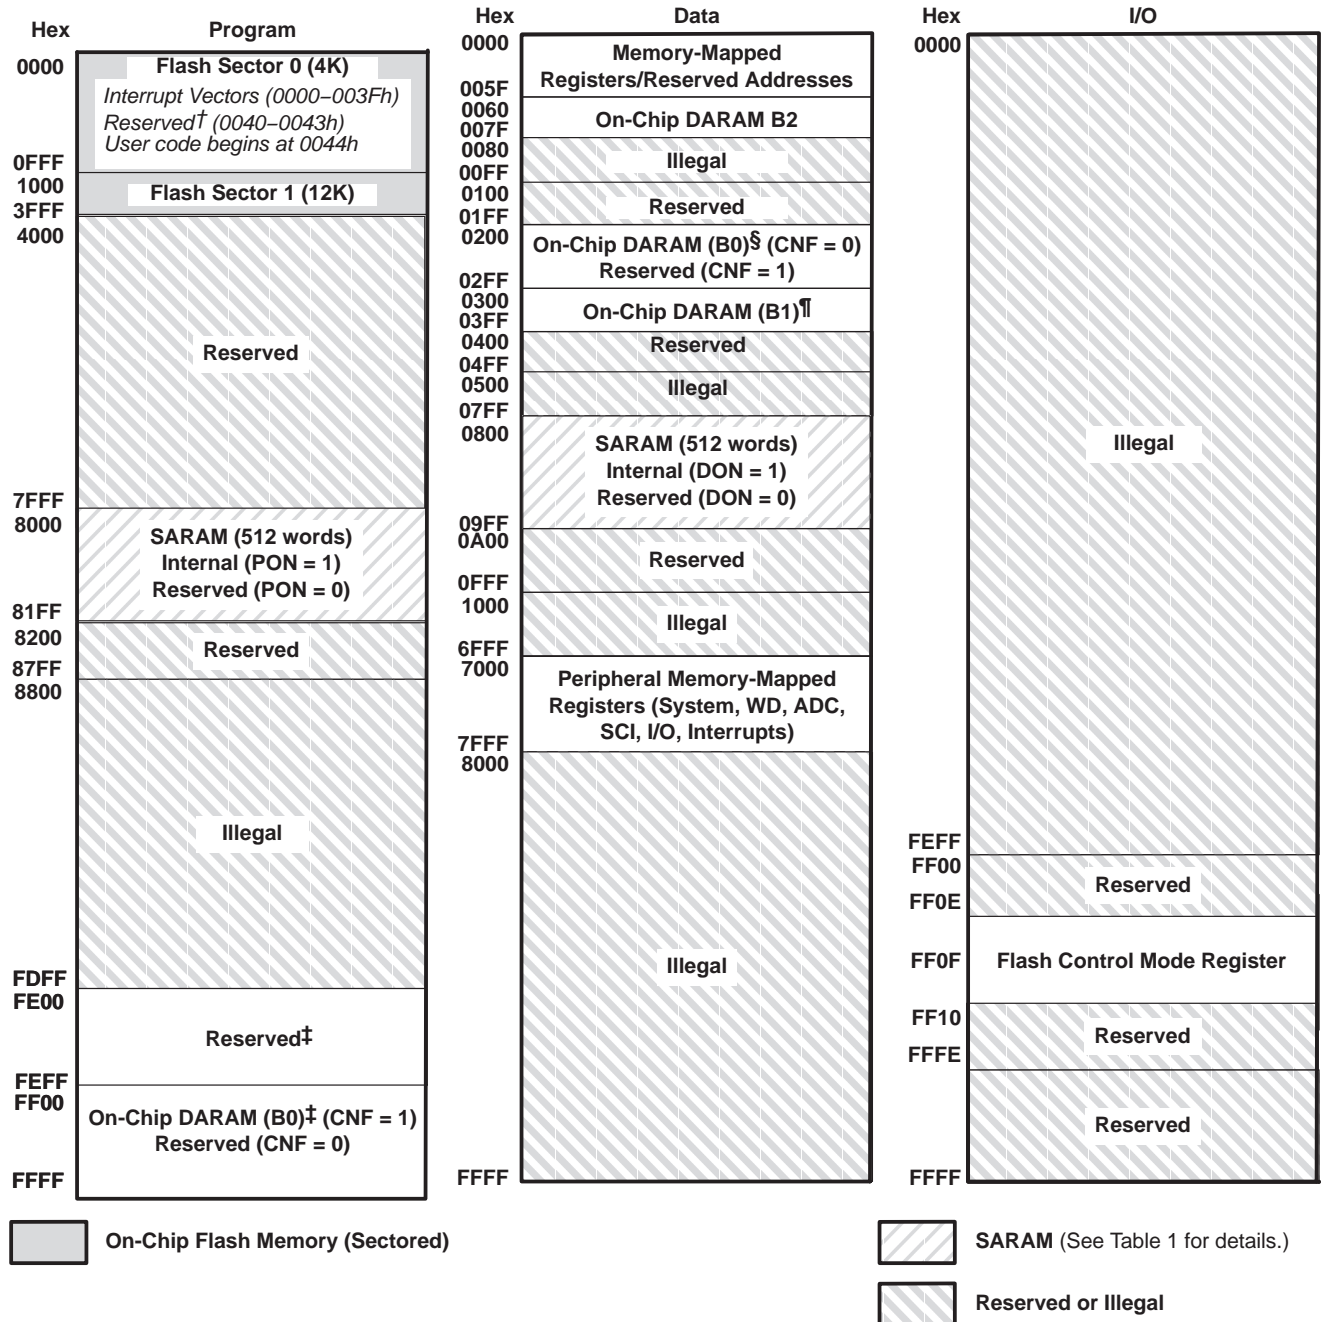 Hex Program
0000
Flash Sector 0 (4K)
Interrupt Vectors (0000–003Fh)
Reserved† (0040–0043h)
User code begins at 0044h
0FFF
1000
Flash Sector 1 (12K)
3FFF
4000
Reserved
7FFF
8000
SARAM (512 words)
Internal (PON = 1)
Reserved (PON = 0)
81FF
8200
Reserved
87FF
8800
Illegal
FDFF
FE00
Reserved‡
FEFF
FF00
On-Chip DARAM (B0)‡ (CNF = 1)
Reserved (CNF = 0)
FFFF
Hex Data
0000
Memory-Mapped
Registers/Reserved Addresses
005F
0060
On-Chip DARAM B2
007F
0080
Illegal
00FF
0100
Reserved
01FF
0200
On-Chip DARAM (B0)§ (CNF = 0)
Reserved (CNF = 1)
02FF
0300
On-Chip DARAM (B1)¶
03FF
0400
Reserved
04FF
0500
Illegal
07FF
0800
SARAM (512 words)
Internal (DON = 1)
Reserved (DON = 0)
09FF
0A00
Reserved
0FFF
1000
Illegal
6FFF
7000
Peripheral Memory-Mapped
Registers (System, WD, ADC,
SCI, I/O, Interrupts)
7FFF
8000
Illegal
FFFF
Hex I/O
0000
Illegal
FEFF
FF00
Reserved
FF0E
FF0F
Flash Control Mode Register
FF10
Reserved
FFFE
Reserved
FFFF
On-Chip Flash Memory (Sectored)
SARAM (See Table 1 for details.)
Reserved or Illegal